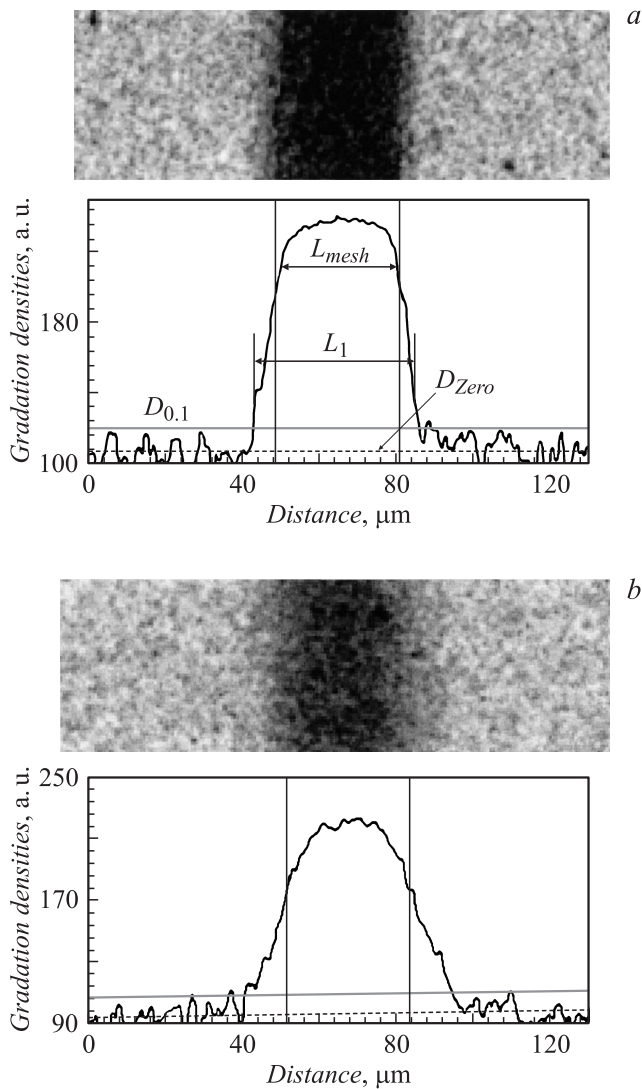 a
Gradation densities, a. u.
180
100
L_mesh
L_1
D_Zero
D_0.1
0 40 80 120
Distance, μm
b
Gradation densities, a. u.
250
170
90
0 40 80 120
Distance, μm